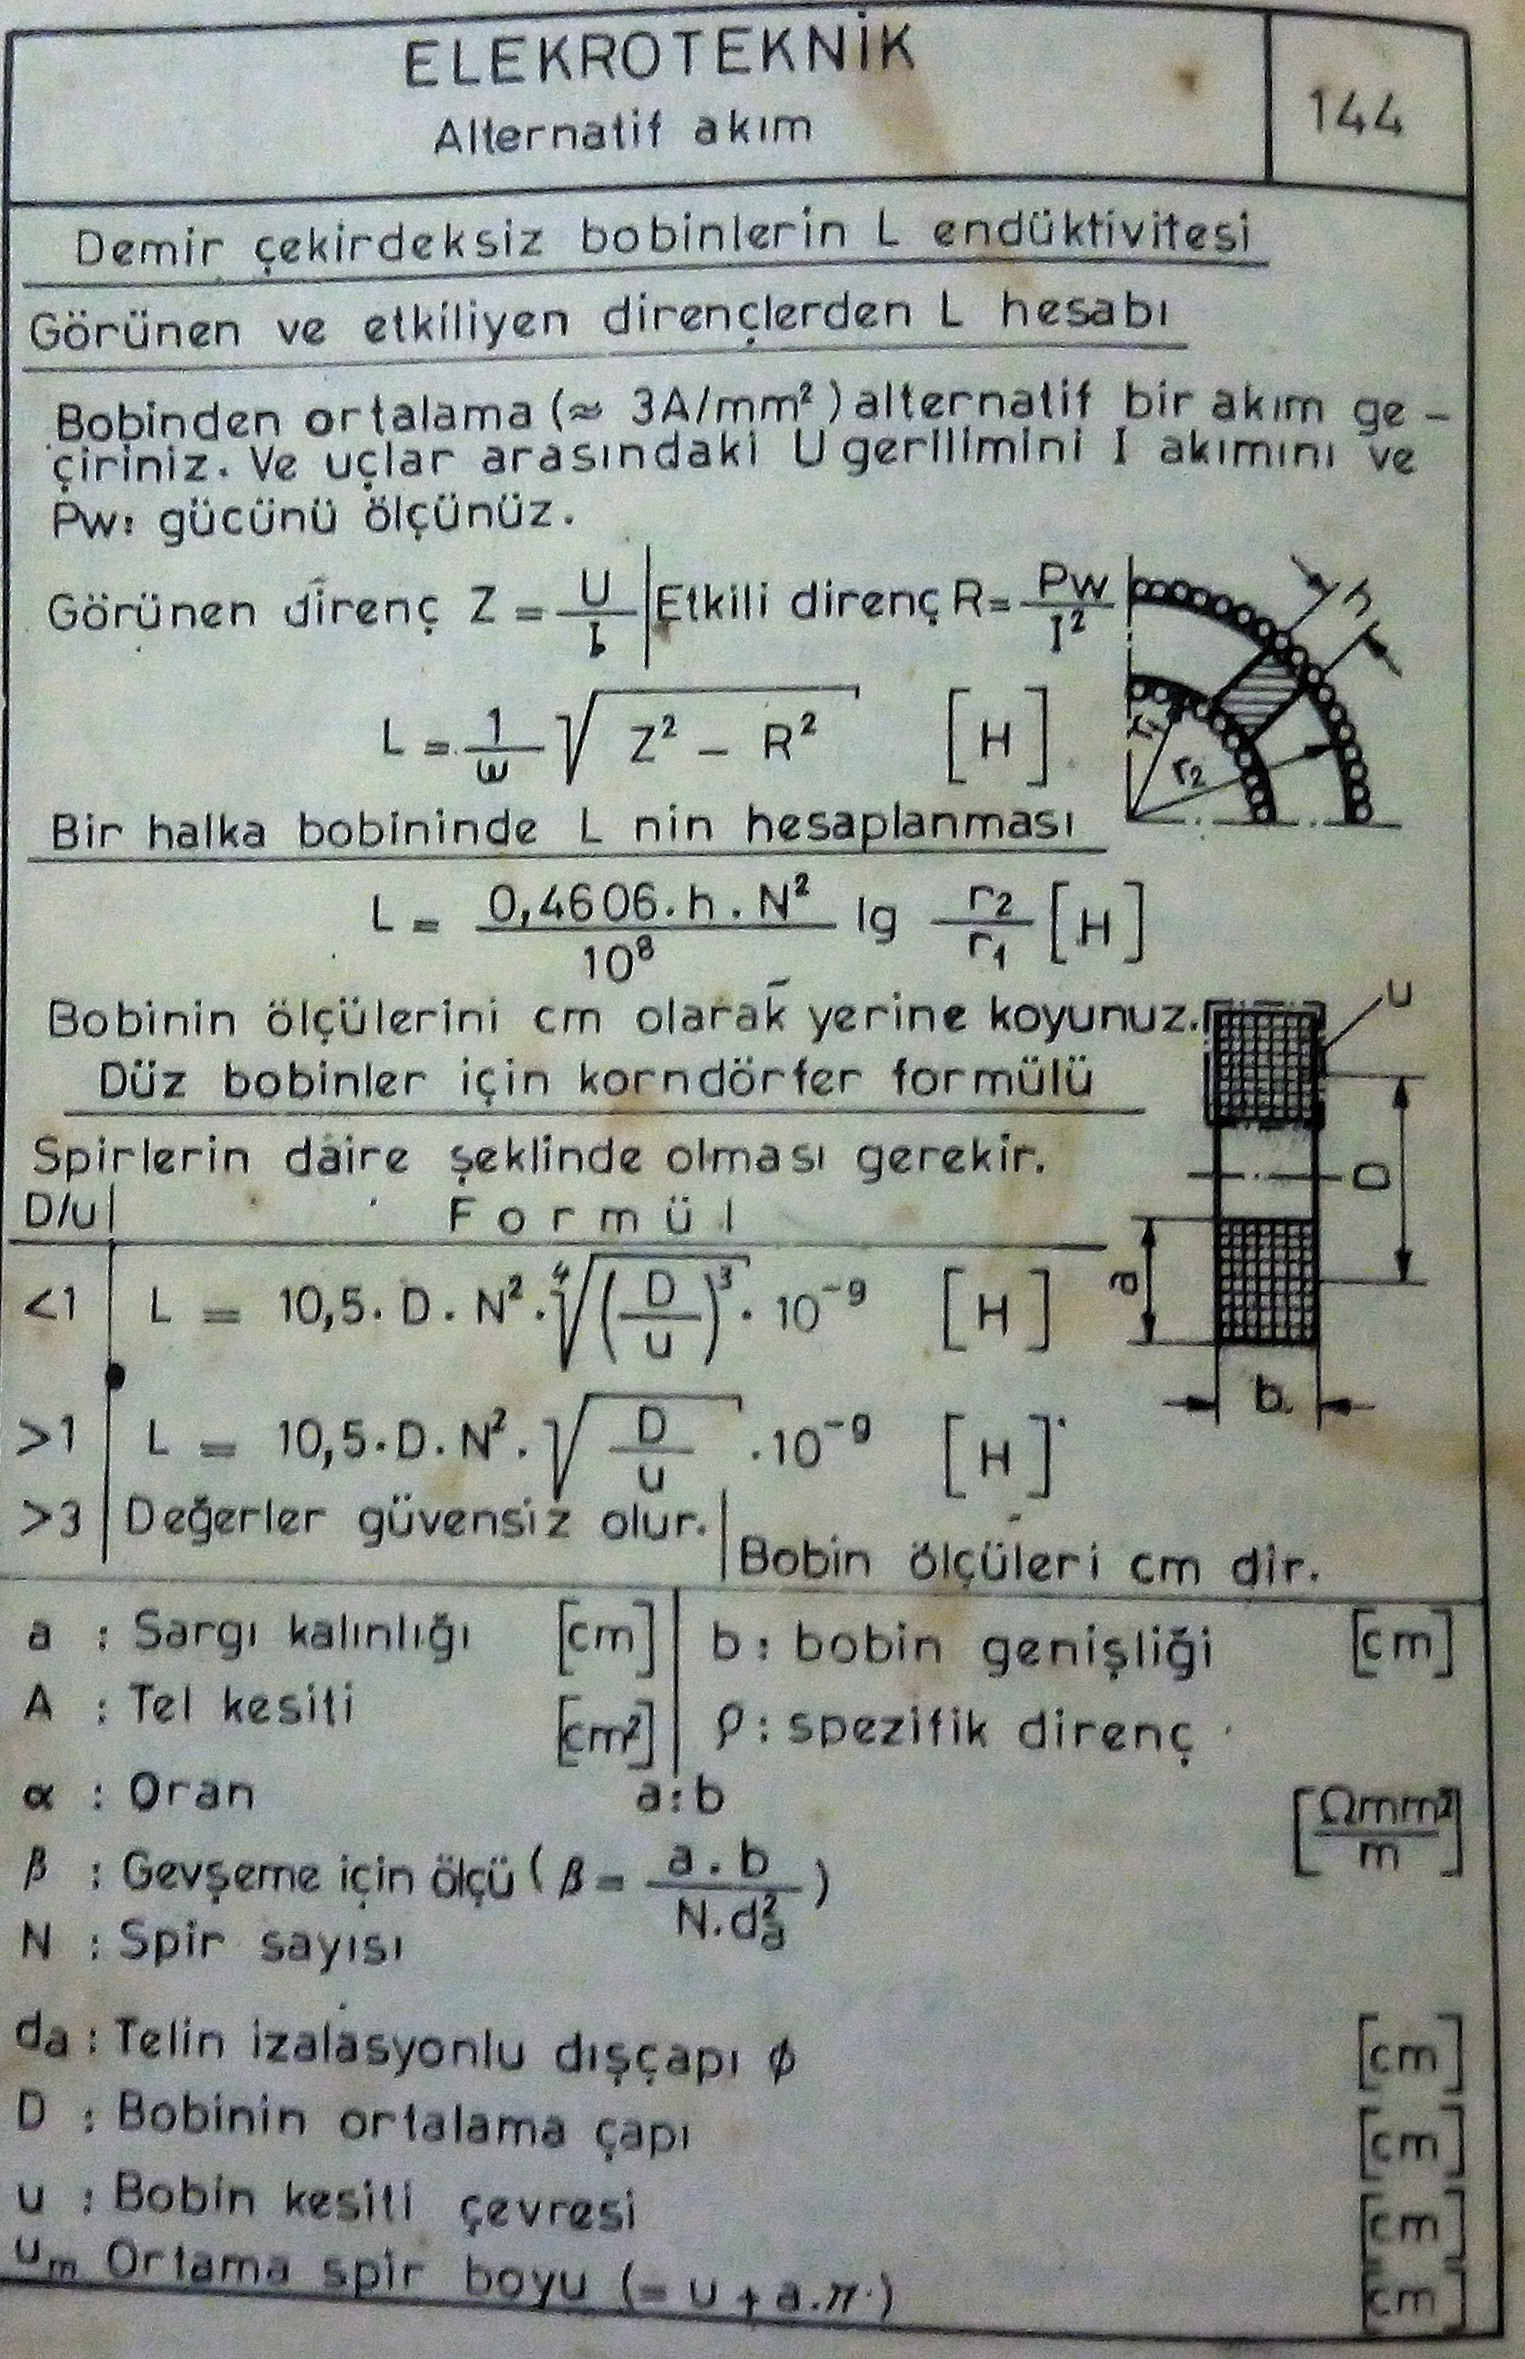 ELEKROTEKNİK
Alternatif akım
144
Demir çekirdeksiz bobinlerin L endüktivitesi
Görünen ve etkiliyen dirençlerden L hesabı
Bobinden ortalama (≈ 3A/mm²) alternatif bir akım ge-
çiriniz. Ve uçlar arasındaki U gerilimini I akımını ve
Pw: gücünü ölçünüz.
Görünen direnç Z = U/I | Etkili direnç R = Pw/I²
h
r1
r2
L = 1/ω √(Z² - R²) [H]
Bir halka bobininde L nin hesaplanması
L = 0,4606.h.N²/10⁸ lg r2/r1 [H]
Bobinin ölçülerini cm olarak yerine koyunuz.
Düz bobinler için korndörfer formülü
Spirlerin daire şeklinde olması gerekir.
D/u | Formül
<1 | L = 10,5.D.N².⁴√(D/u)³.10⁻⁹ [H]
>1 | L = 10,5.D.N².√(D/u).10⁻⁹ [H]
>3 | Değerler güvensiz olur. | Bobin ölçüleri cm dir.
u
D
a
b
a : Sargı kalınlığı [cm] | b : bobin genişliği [cm]
A : Tel kesiti [cm²] | ρ : spezifik direnç
α : Oran a:b [Ωmm²/m]
β : Gevşeme için ölçü (β = a.b/N.da²)
N : Spir sayısı
da : Telin izalasyonlu dışçapı ϕ [cm]
D : Bobinin ortalama çapı [cm]
u : Bobin kesiti çevresi [cm]
um Ortama spir boyu (= u + a.π.) [cm]